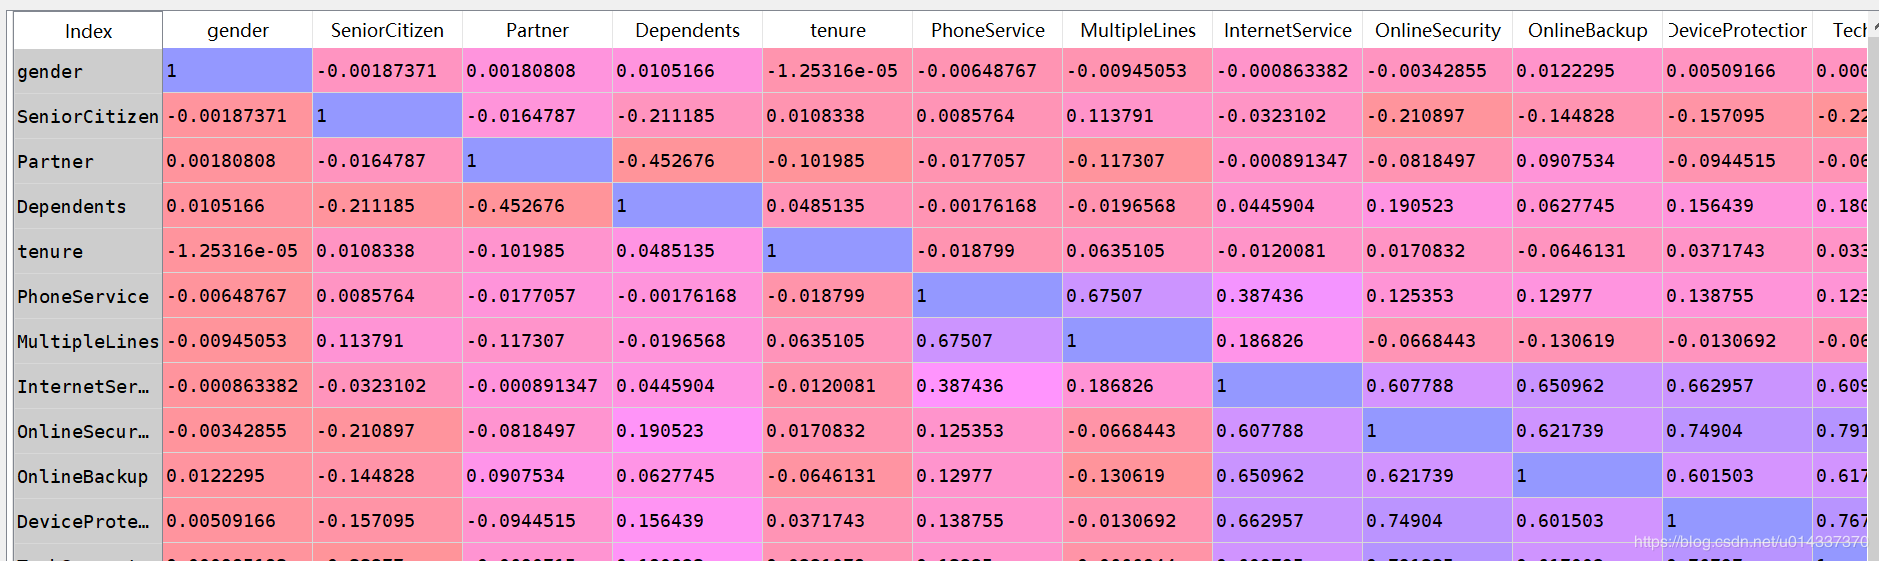 Index gender SeniorCitizen Partner Dependents tenure PhoneService MultipleLines InternetService OnlineSecurity OnlineBackup DeviceProtection Tech
gender 1 -0.00187371 0.00180808 0.0105166 -1.25316e-05 -0.00648767 -0.00945053 -0.000863382 -0.00342855 0.0122295 0.00509166 0.000
SeniorCitizen -0.00187371 1 -0.0164787 -0.211185 0.0108338 0.0085764 0.113791 -0.0323102 -0.210897 -0.144828 -0.157095 -0.22
Partner 0.00180808 -0.0164787 1 -0.452676 -0.101985 -0.0177057 -0.117307 -0.000891347 -0.0818497 0.0907534 -0.0944515 -0.06
Dependents 0.0105166 -0.211185 -0.452676 1 0.0485135 -0.00176168 -0.0196568 0.0445904 0.190523 0.0627745 0.156439 0.180
tenure -1.25316e-05 0.0108338 -0.101985 0.0485135 1 -0.018799 0.0635105 -0.0120081 0.0170832 -0.0646131 0.0371743 0.033
PhoneService -0.00648767 0.0085764 -0.0177057 -0.00176168 -0.018799 1 0.67507 0.387436 0.125353 0.12977 0.138755 0.123
MultipleLines -0.00945053 0.113791 -0.117307 -0.0196568 0.0635105 0.67507 1 0.186826 -0.0668443 -0.130619 -0.0130692 -0.06
InternetSer… -0.000863382 -0.0323102 -0.000891347 0.0445904 -0.0120081 0.387436 0.186826 1 0.607788 0.650962 0.662957 0.609
OnlineSecur… -0.00342855 -0.210897 -0.0818497 0.190523 0.0170832 0.125353 -0.0668443 0.607788 1 0.621739 0.74904 0.791
OnlineBackup 0.0122295 -0.144828 0.0907534 0.0627745 -0.0646131 0.12977 -0.130619 0.650962 0.621739 1 0.601503 0.617
DeviceProte… 0.00509166 -0.157095 -0.0944515 0.156439 0.0371743 0.138755 -0.0130692 0.662957 0.74904 0.601503 1 0.767
https://blog.csdn.net/u014337370